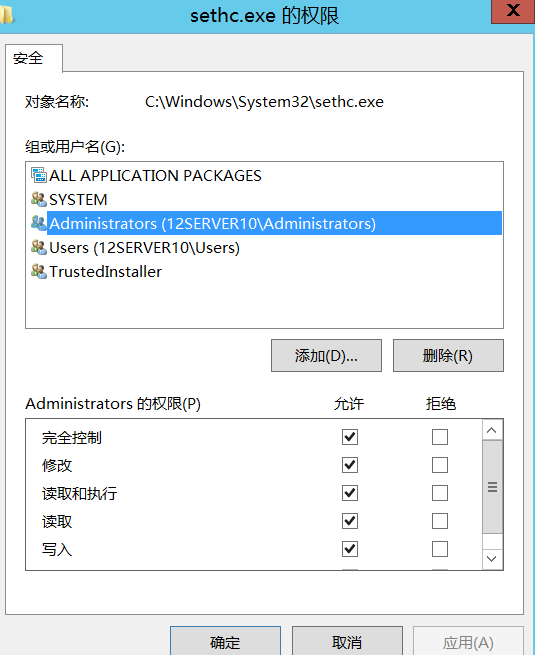 sethc.exe 的权限
安全
对象名称: C:\Windows\System32\sethc.exe
组或用户名(G):
ALL APPLICATION PACKAGES
SYSTEM
Administrators (12SERVER10\Administrators)
Users (12SERVER10\Users)
TrustedInstaller
添加(D)... 删除(R)
Administrators 的权限(P) 允许 拒绝
完全控制
修改
读取和执行
读取
写入
确定 取消 应用(A)